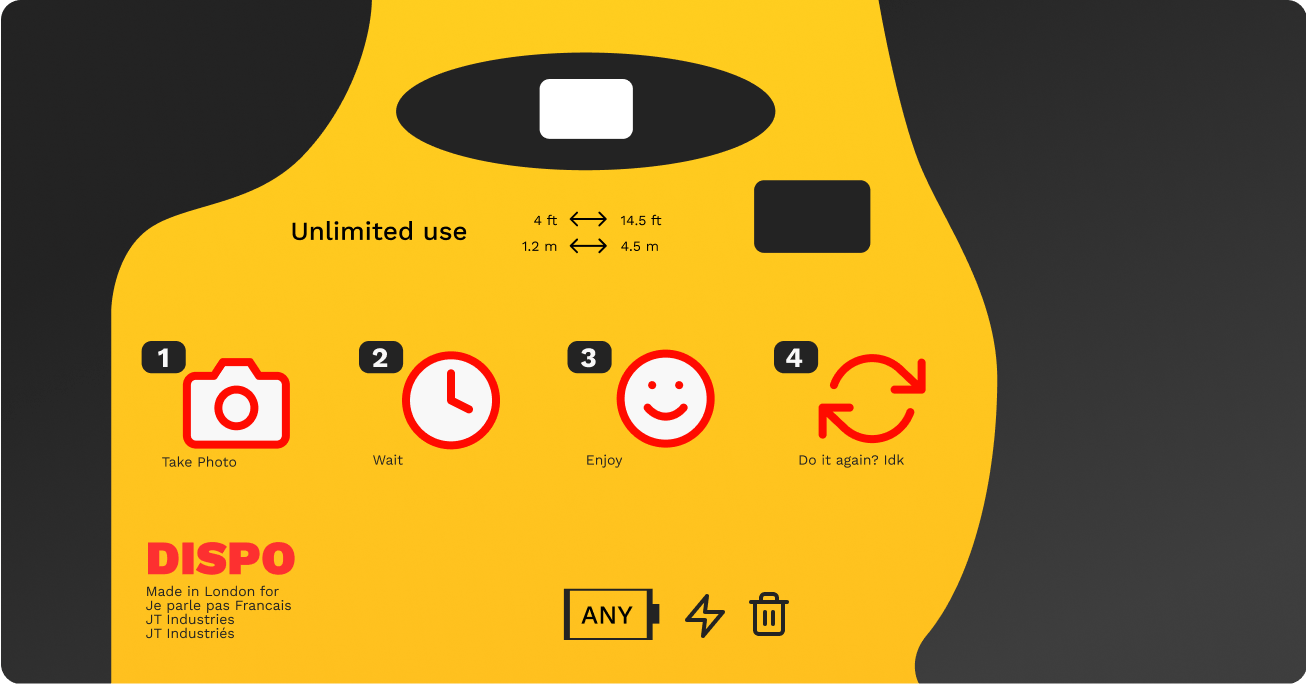 Unlimited use
4 ft 14.5 ft
1.2 m 4.5 m
1 2 3 4
Take Photo
Wait
Enjoy
Do it again? Idk
DISPO
Made in London for
Je parle pas Francais
JT Industries
JT Industriés
ANY